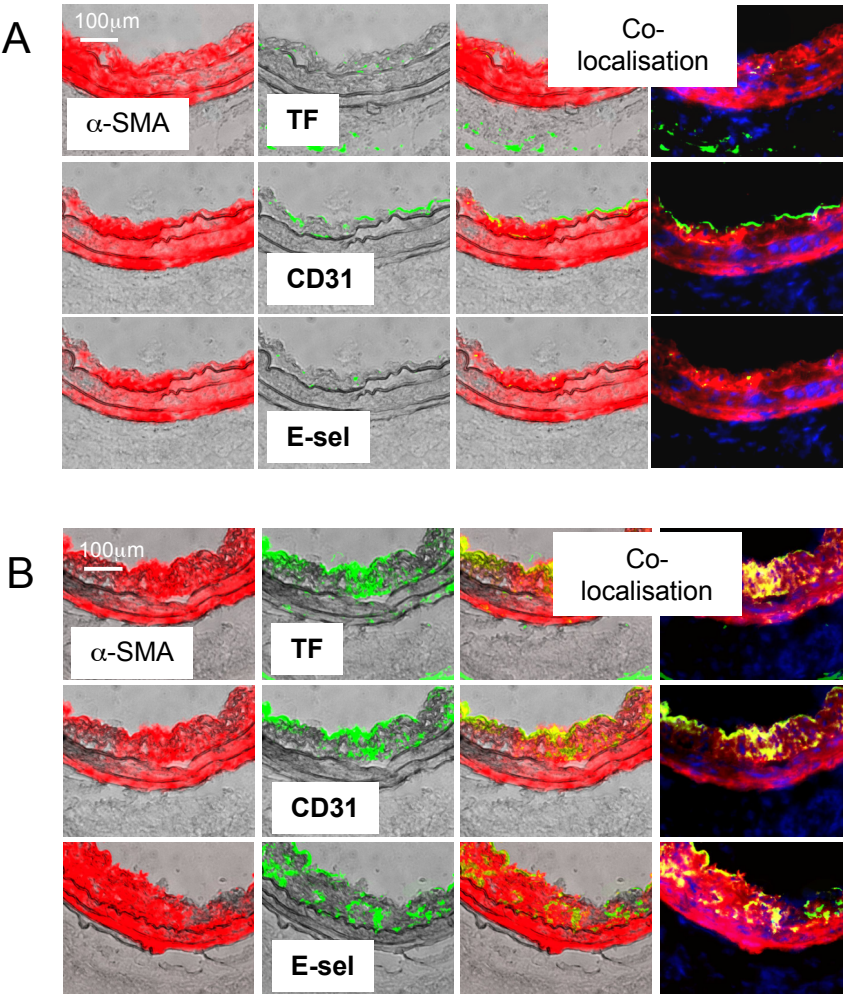 A
100μm
Co-
localisation
α-SMA
TF
CD31
E-sel
B
100μm
Co-
localisation
α-SMA
TF
CD31
E-sel